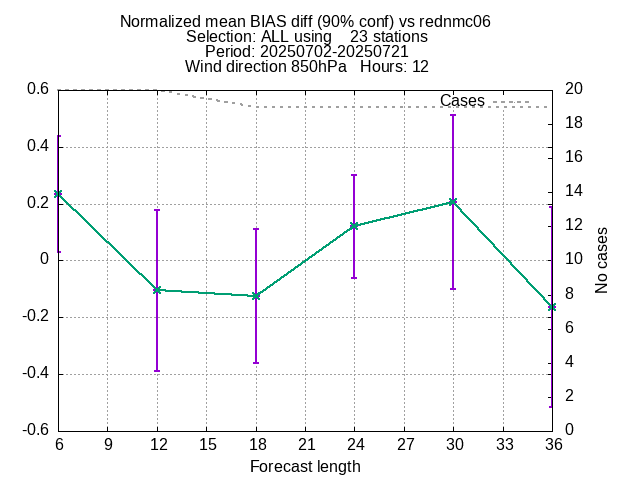 Normalized mean BIAS diff (90% conf) vs rednmc06
Selection: ALL using    23 stations
Period: 20250702-20250721
Wind direction 850hPa   Hours: 12
0.6
0.4
0.2
0
-0.2
-0.4
-0.6
Cases
20
18
16
14
12
10
8
6
4
2
0
No cases
6 9 12 15 18 21 24 27 30 33 36
Forecast length